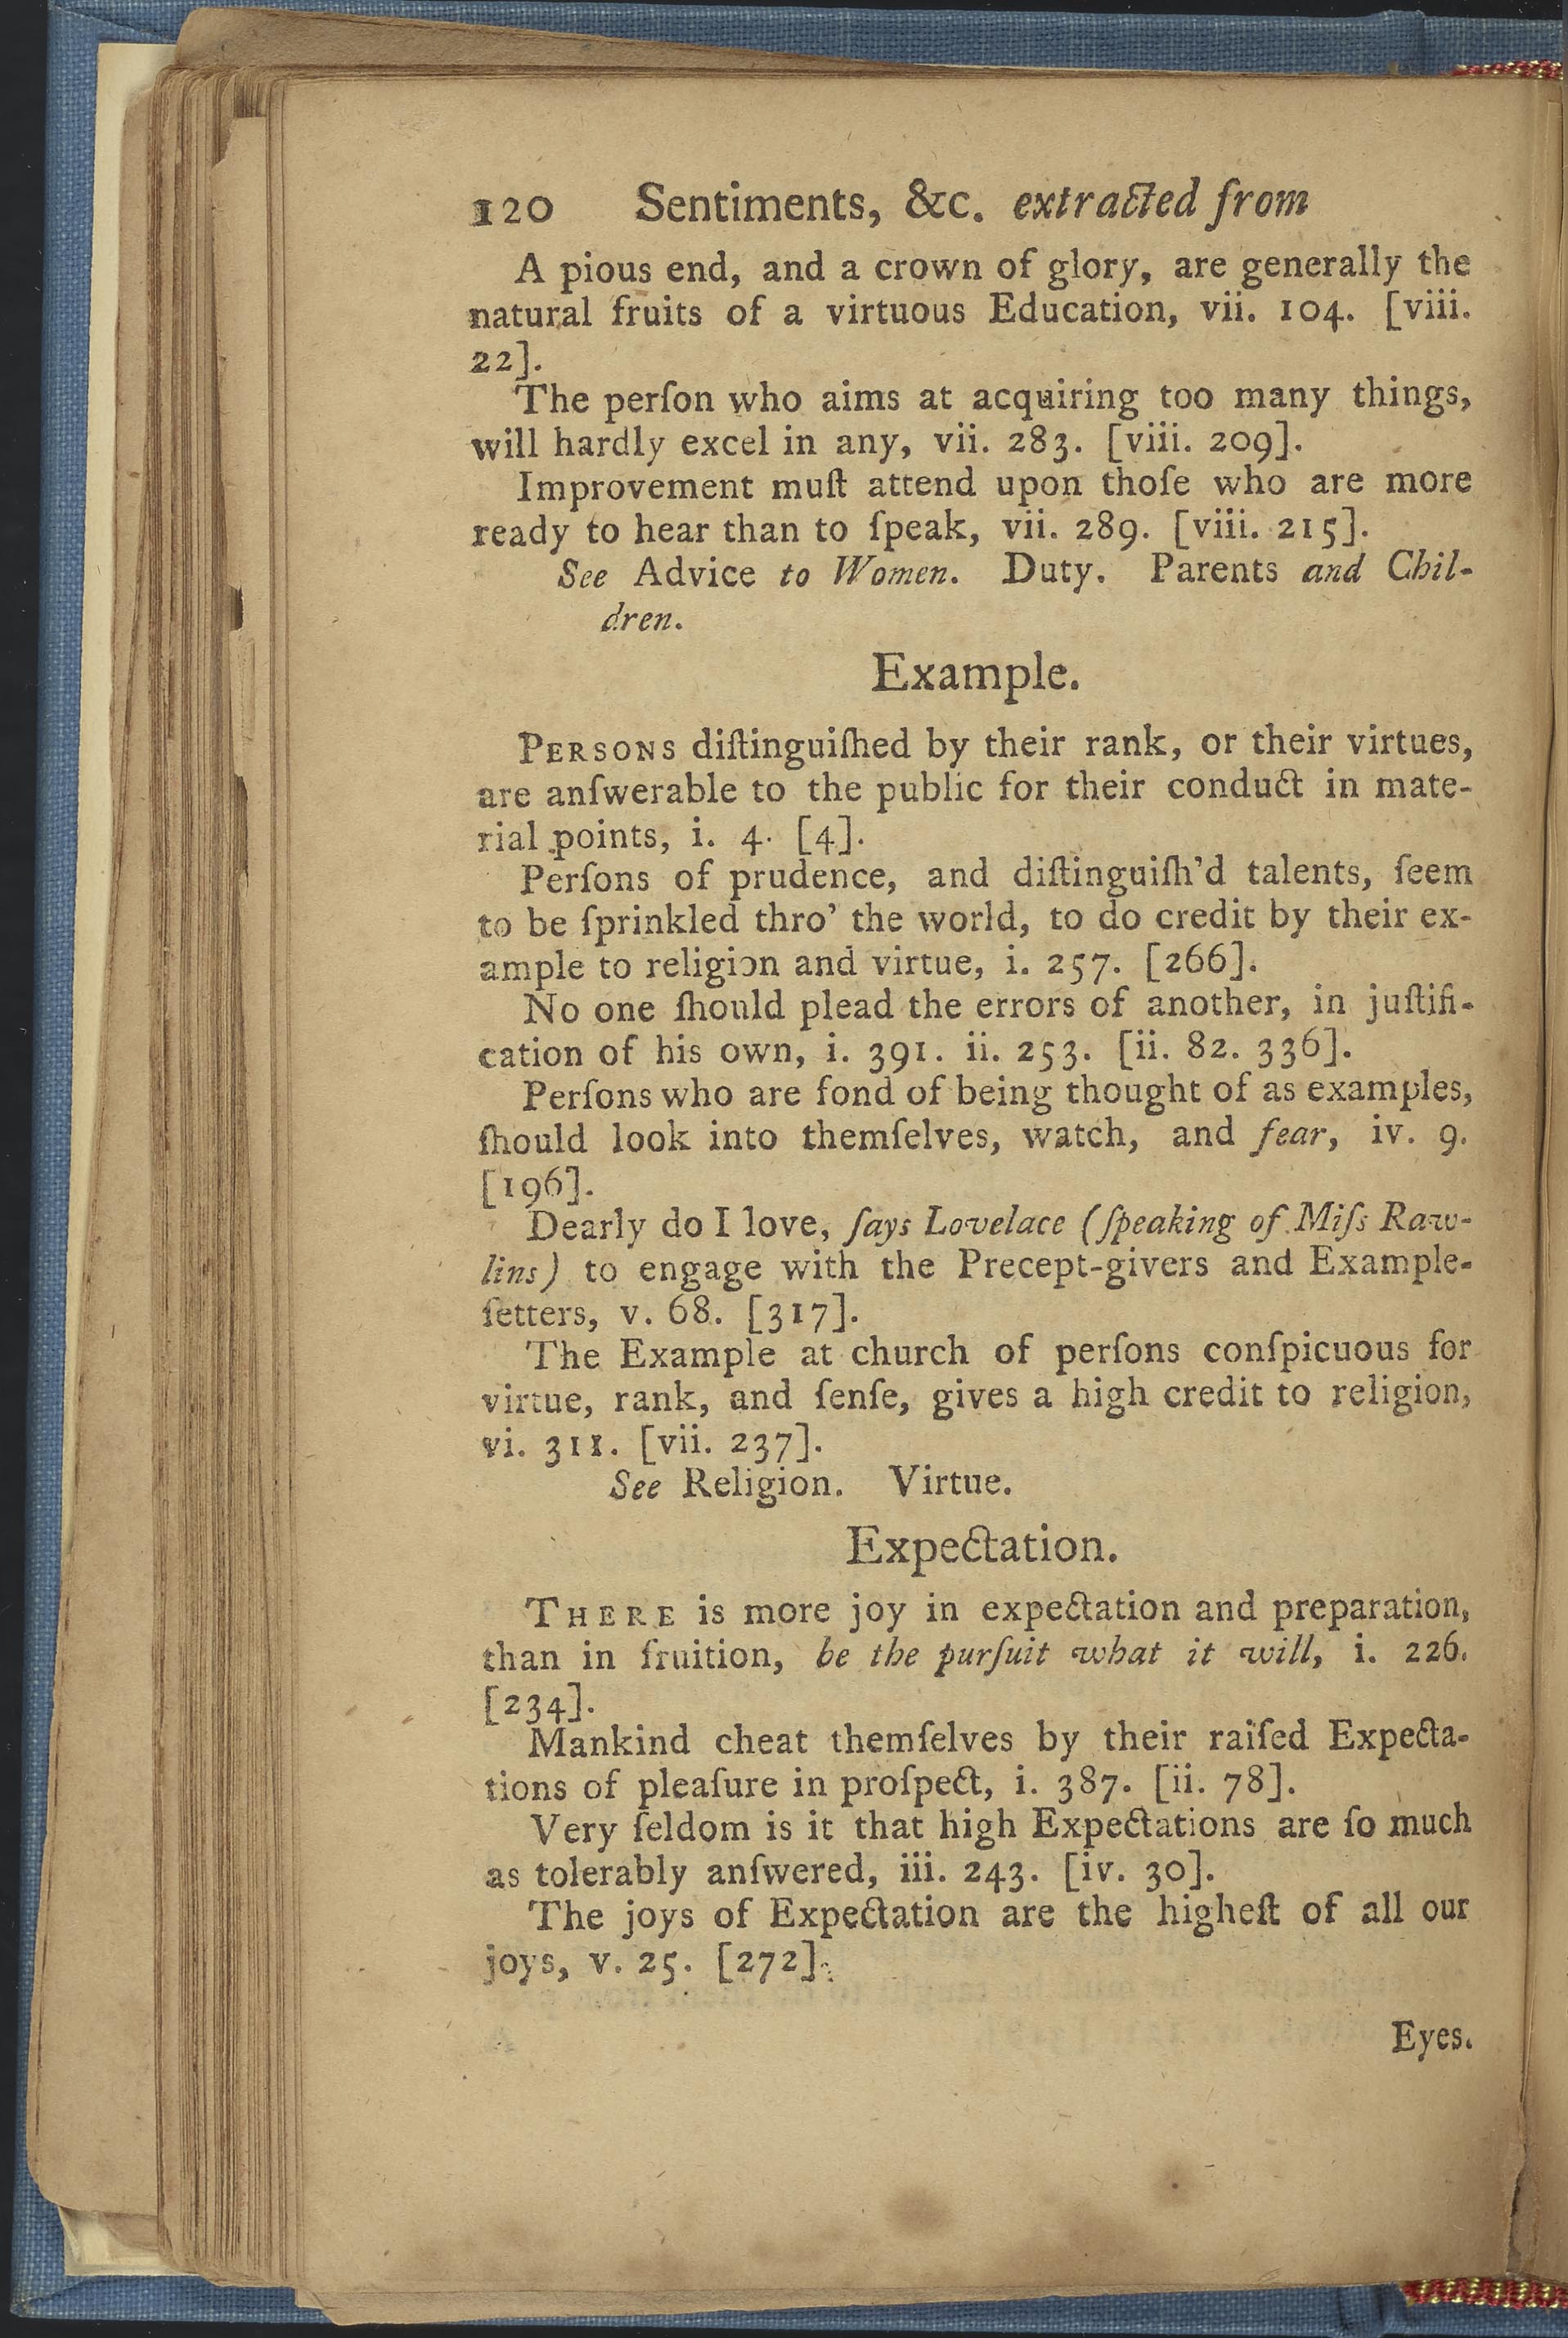 120 Sentiments, &c. extracted from
A pious end, and a crown of glory, are generally the
natural fruits of a virtuous Education, vii. 104. [viii.
22].
The perſon who aims at acquiring too many things,
will hardly excel in any, vii. 283. [viii. 209].
Improvement muſt attend upon thoſe who are more
ready to hear than to ſpeak, vii. 289. [viii. 215].
See Advice to Women. Duty. Parents and Chil-
dren.
Example.
PERSONS diſtinguiſhed by their rank, or their virtues,
are anſwerable to the public for their conduct in mate-
rial points, i. 4. [4].
Perſons of prudence, and diſtinguiſh'd talents, ſeem
to be ſprinkled thro' the world, to do credit by their ex-
ample to religion and virtue, i. 257. [266].
No one ſhould plead the errors of another, in juſtifi-
cation of his own, i. 391. ii. 253. [ii. 82. 336].
Perſons who are fond of being thought of as examples,
ſhould look into themſelves, watch, and fear, iv. 9.
[196].
Dearly do I love, ſays Lovelace (ſpeaking of Miſs Raw-
lins) to engage with the Precept-givers and Example-
ſetters, v. 68. [317].
The Example at church of perſons conſpicuous for
virtue, rank, and ſenſe, gives a high credit to religion,
vi. 311. [vii. 237].
See Religion. Virtue.
Expectation.
THERE is more joy in expectation and preparation,
than in fruition, be the purſuit what it will, i. 226.
[234].
Mankind cheat themſelves by their raiſed Expecta-
tions of pleaſure in proſpect, i. 387. [ii. 78].
Very ſeldom is it that high Expectations are ſo much
as tolerably anſwered, iii. 243. [iv. 30].
The joys of Expectation are the higheſt of all our
joys, v. 25. [272].
Eyes.